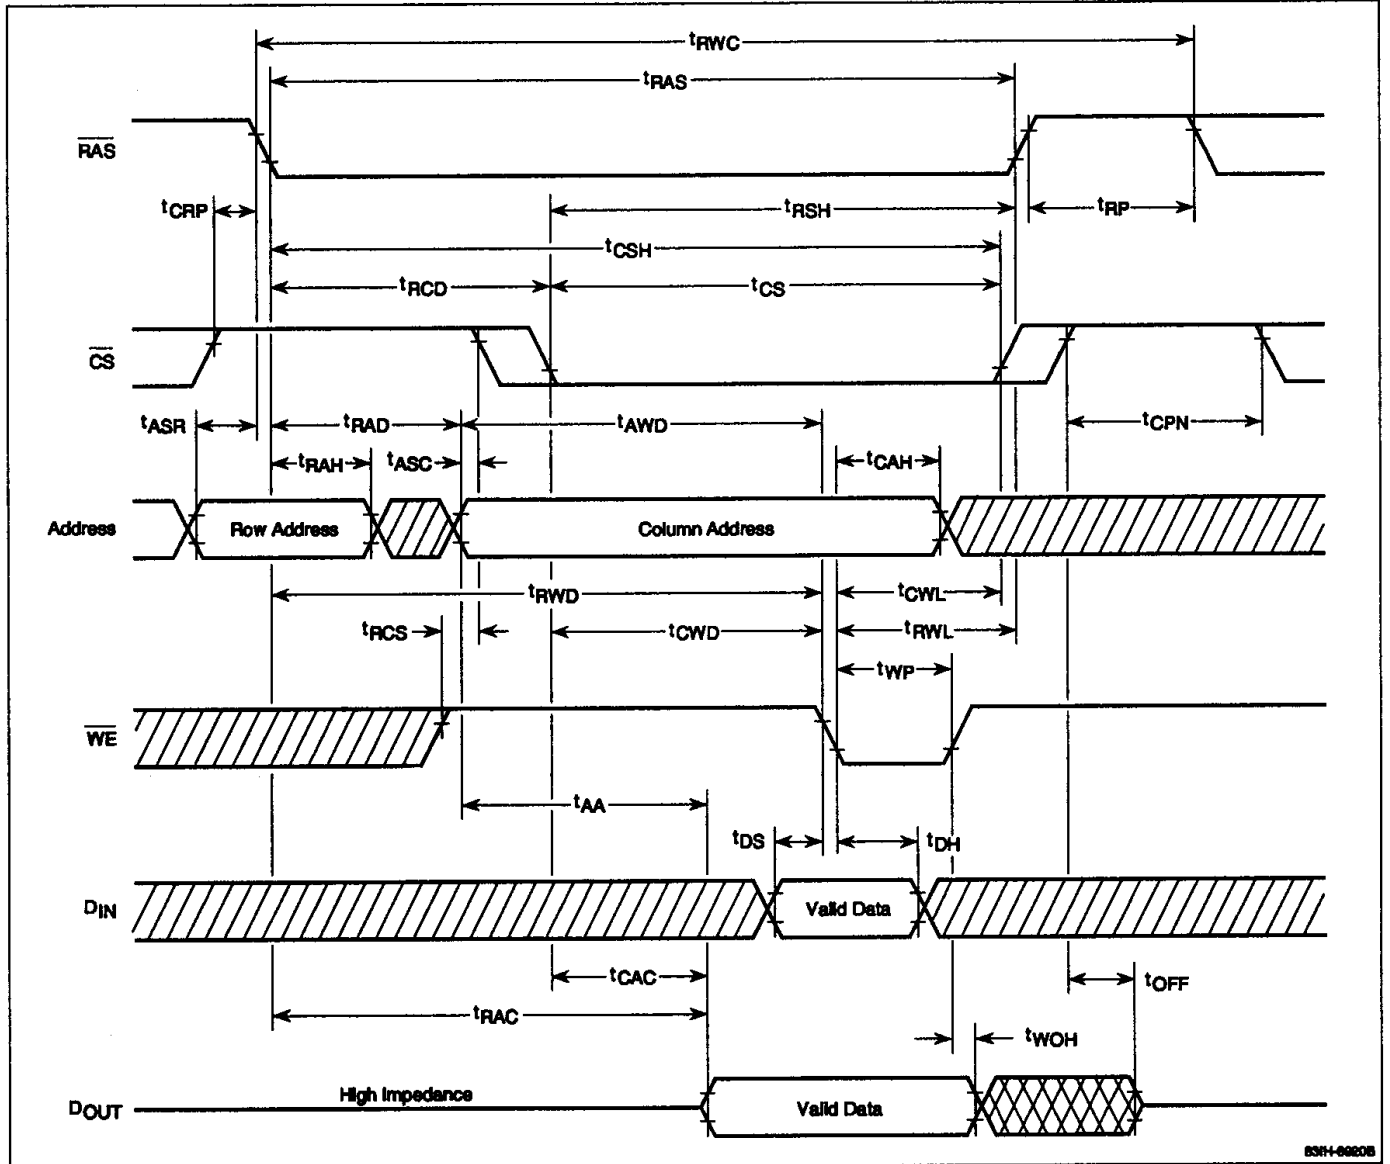 tRWC
tRAS
RAS
tCRP
tRSH
tRP
tCSH
tRCD
tCS
CS
tASR
tRAD
tAWD
tCPN
tRAH
tASC
tCAH
Address
Row Address
Column Address
tRWD
tCWL
tRCS
tCWD
tRWL
tWP
WE
tAA
tDS
tDH
DIN
Valid Data
tCAC
tOFF
tRAC
tWOH
High Impedance
DOUT
Valid Data
83IH-6920B